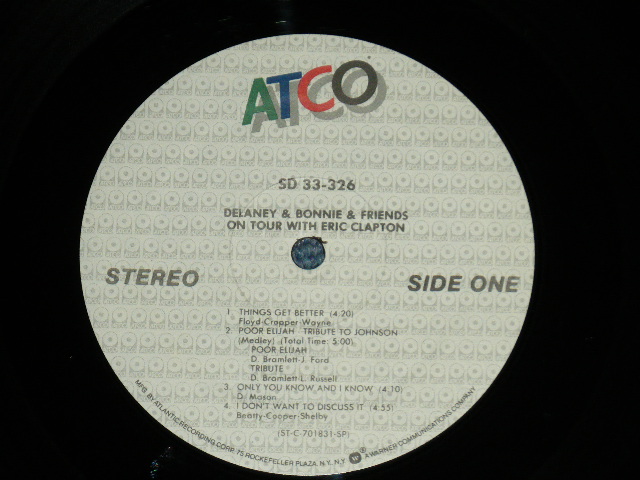 ATCO
SD 33-326
DELANEY & BONNIE & FRIENDS
ON TOUR WITH ERIC CLAPTON
STEREO
SIDE ONE
1. THINGS GET BETTER (4:20)
Floyd-Cropper-Wayne
2. POOR ELIJAH TRIBUTE TO JOHNSON
(Medley) (Total Time: 5:00)
POOR ELIJAH
D. Bramlett-J. Ford
TRIBUTE
D. Bramlett-L. Russell
3. ONLY YOU KNOW AND I KNOW (4:10)
D. Mason
4. I DON'T WANT TO DISCUSS IT (4:55)
Beatty-Cooper-Shelby
(ST-C-701831-SP)
MFG. BY ATLANTIC RECORDING CORP. 75 ROCKEFELLER PLAZA, N.Y. N.Y. W A WARNER COMMUNICATIONS COMPANY